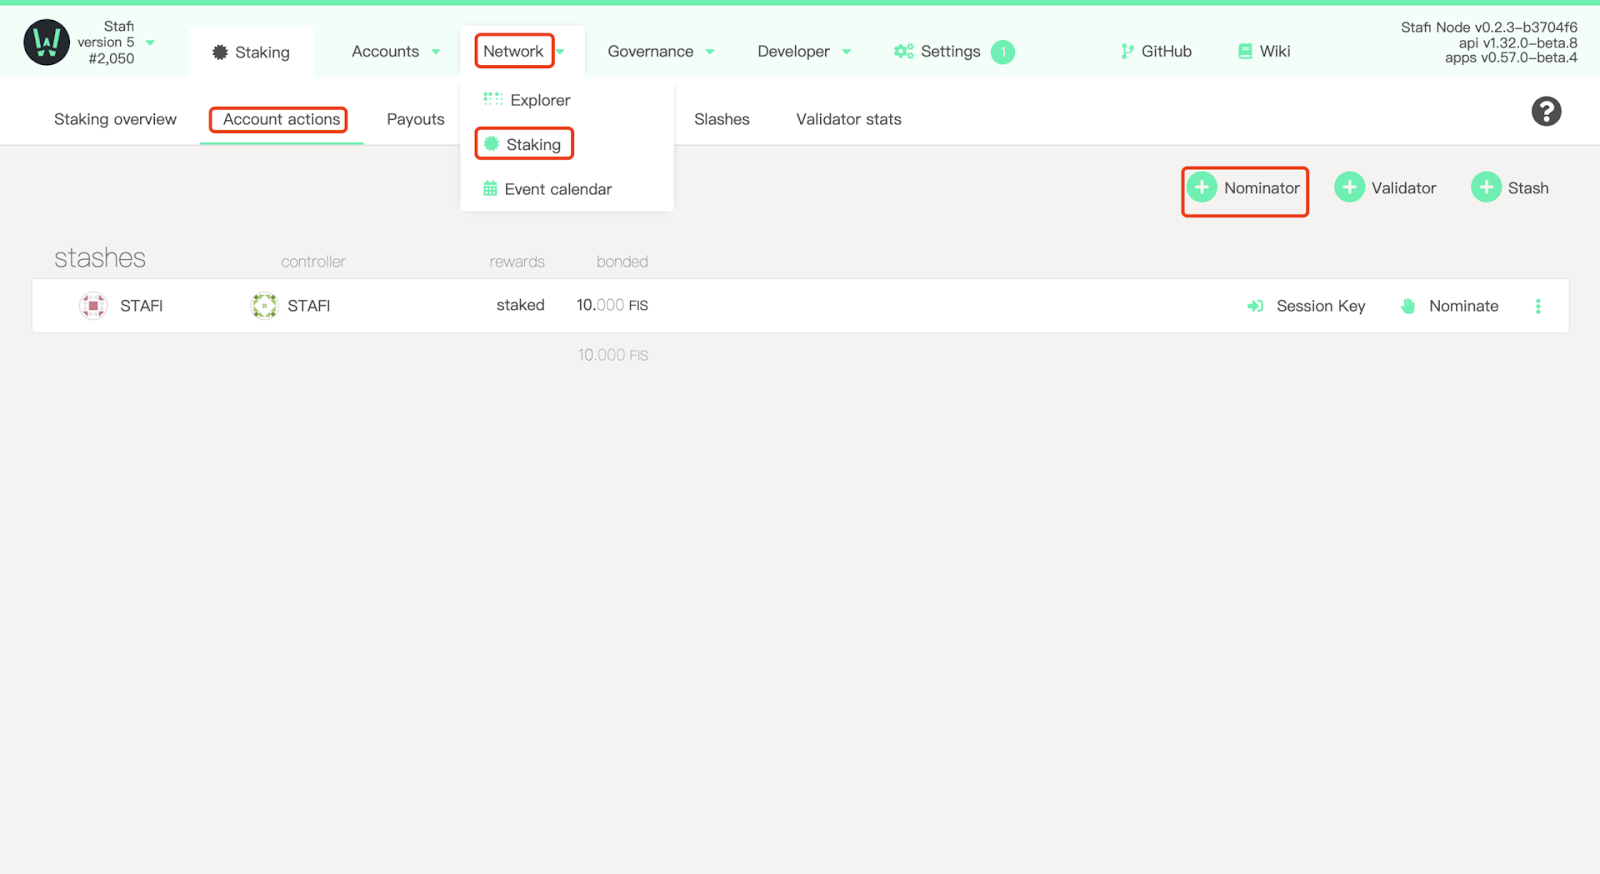 Stafi
version 5
#2,050
Staking
Accounts
Network
Governance
Developer
Settings
1
GitHub
Wiki
Stafi Node v0.2.3-b3704f6
api v1.32.0-beta.8
apps v0.57.0-beta.4
Explorer
Staking
Event calendar
Staking overview
Account actions
Payouts
Slashes
Validator stats
?
Nominator
Validator
Stash
stashes
controller
rewards
bonded
STAFI
STAFI
staked
10.000 FIS
Session Key
Nominate
10.000 FIS